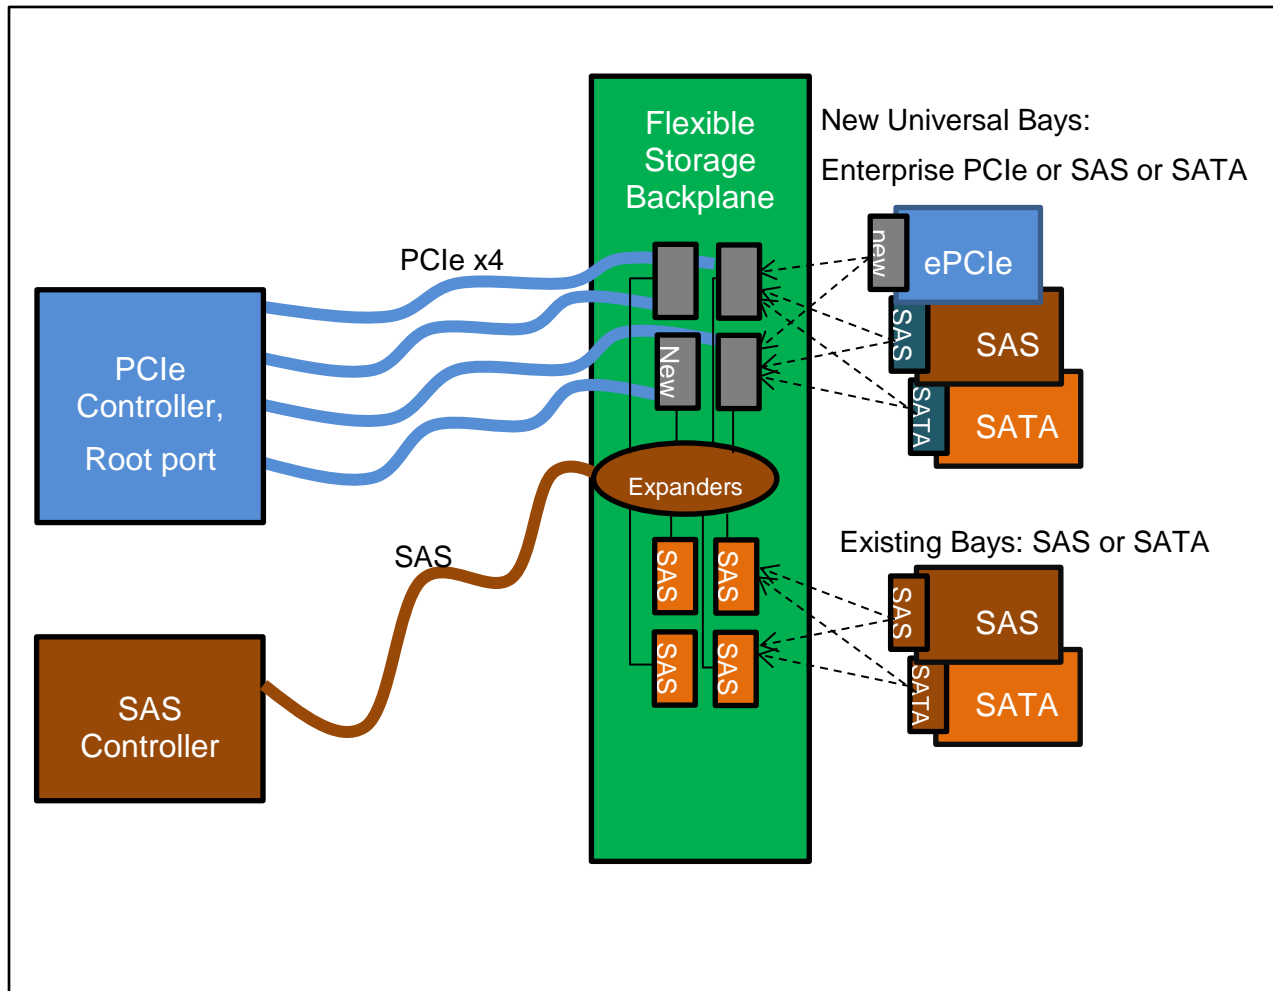 Flexible
Storage
Backplane
New Universal Bays:
Enterprise PCIe or SAS or SATA
PCIe x4
new
ePCIe
SAS
SAS
SATA
SATA
New
PCIe
Controller,
Root port
Expanders
SAS
Existing Bays: SAS or SATA
SAS
SAS
SAS
SAS
SAS
SAS
SATA
SATA
SAS
Controller